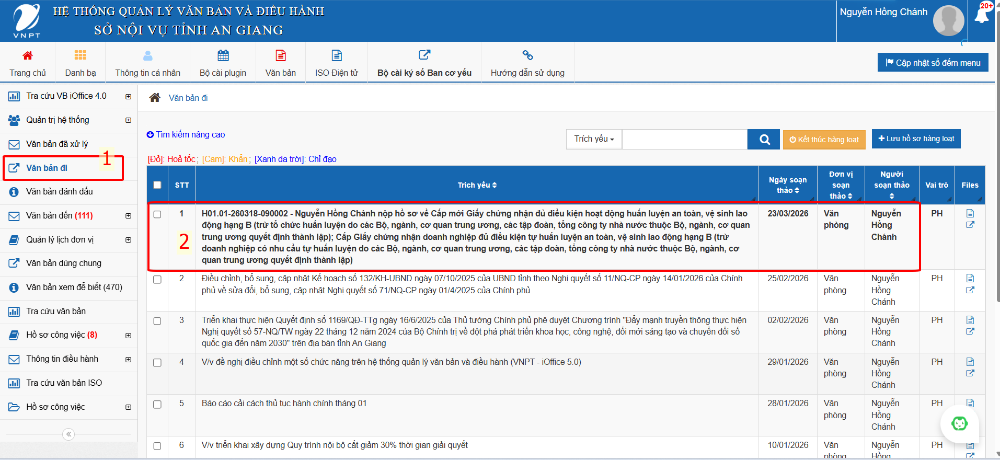 HỆ THỐNG QUẢN LÝ VĂN BẢN VÀ ĐIỀU HÀNH
SỞ NỘI VỤ TỈNH AN GIANG
VNPT
Nguyễn Hồng Chánh
20+
Trang chủ
Danh bạ
Thông tin cá nhân
Bộ cài plugin
Văn bản
ISO Điện tử
Bộ cài ký số Ban cơ yếu
Hướng dẫn sử dụng
Cập nhật số đếm menu
Tra cứu VB iOffice 4.0
Quản trị hệ thống
Văn bản đã xử lý
Văn bản đi
1
Văn bản đánh dấu
Văn bản đến (111)
Quản lý lịch đơn vị
Văn bản dùng chung
Văn bản xem để biết (470)
Tra cứu văn bản
Hồ sơ công việc (8)
Thông tin điều hành
Tra cứu văn bản ISO
Hồ sơ công việc
Văn bản đi
Tìm kiếm nâng cao
Trích yếu
Kết thúc hàng loạt
Lưu hồ sơ hàng loạt
[Đỏ]: Hoả tốc; [Cam]: Khẩn; [Xanh da trời]: Chỉ đạo
STT
Trích yếu
Ngày soạn
thảo
Đơn vị
soạn
thảo
Người
soạn thảo
Vai trò
Files
1
2
H01.01-260318-090002 - Nguyễn Hồng Chánh nộp hồ sơ về Cấp mới Giấy chứng nhận đủ điều kiện hoạt động huấn luyện an toàn, vệ sinh lao
động hạng B (trừ tổ chức huấn luyện do các Bộ, ngành, cơ quan trung ương, các tập đoàn, tổng công ty nhà nước thuộc Bộ, ngành, cơ quan
trung ương quyết định thành lập); Cấp Giấy chứng nhận doanh nghiệp đủ điều kiện tự huấn luyện an toàn, vệ sinh lao động hạng B (trừ
doanh nghiệp có nhu cầu tự huấn luyện do các Bộ, ngành, cơ quan trung ương, các tập đoàn, tổng công ty nhà nước thuộc Bộ, ngành, cơ
quan trung ương quyết định thành lập)
23/03/2026
Văn
phòng
Nguyễn
Hồng
Chánh
PH
2
Điều chỉnh, bổ sung, cập nhật Kế hoạch số 132/KH-UBND ngày 07/10/2025 của UBND tỉnh theo Nghị quyết số 11/NQ-CP ngày 14/01/2026 của Chính
phủ về sửa đổi, bổ sung, cập nhật Nghị quyết số 71/NQ-CP ngày 01/4/2025 của Chính phủ
25/02/2026
Văn
phòng
Nguyễn
Hồng
Chánh
PH
3
Triển khai thực hiện Quyết định số 1169/QĐ-TTg ngày 16/6/2025 của Thủ tướng Chính phủ phê duyệt Chương trình "Đẩy mạnh truyền thông thực hiện
Nghị quyết số 57-NQ/TW ngày 22 tháng 12 năm 2024 của Bộ Chính trị về đột phá phát triển khoa học, công nghệ, đổi mới sáng tạo và chuyển đổi số
quốc gia đến năm 2030" trên địa bàn tỉnh An Giang
02/02/2026
Văn
phòng
Nguyễn
Hồng
Chánh
PH
4
V/v đề nghị điều chỉnh một số chức năng trên hệ thống quản lý văn bản và điều hành (VNPT - iOffice 5.0)
29/01/2026
Văn
phòng
Nguyễn
Hồng
Chánh
PH
5
Báo cáo cải cách thủ tục hành chính tháng 01
28/01/2026
Văn
phòng
Nguyễn
Hồng
Chánh
PH
6
V/v triển khai xây dựng Quy trình nội bộ cắt giảm 30% thời gian giải quyết
10/01/2026
Văn
phòng
Nguyễn
Hồng
PH